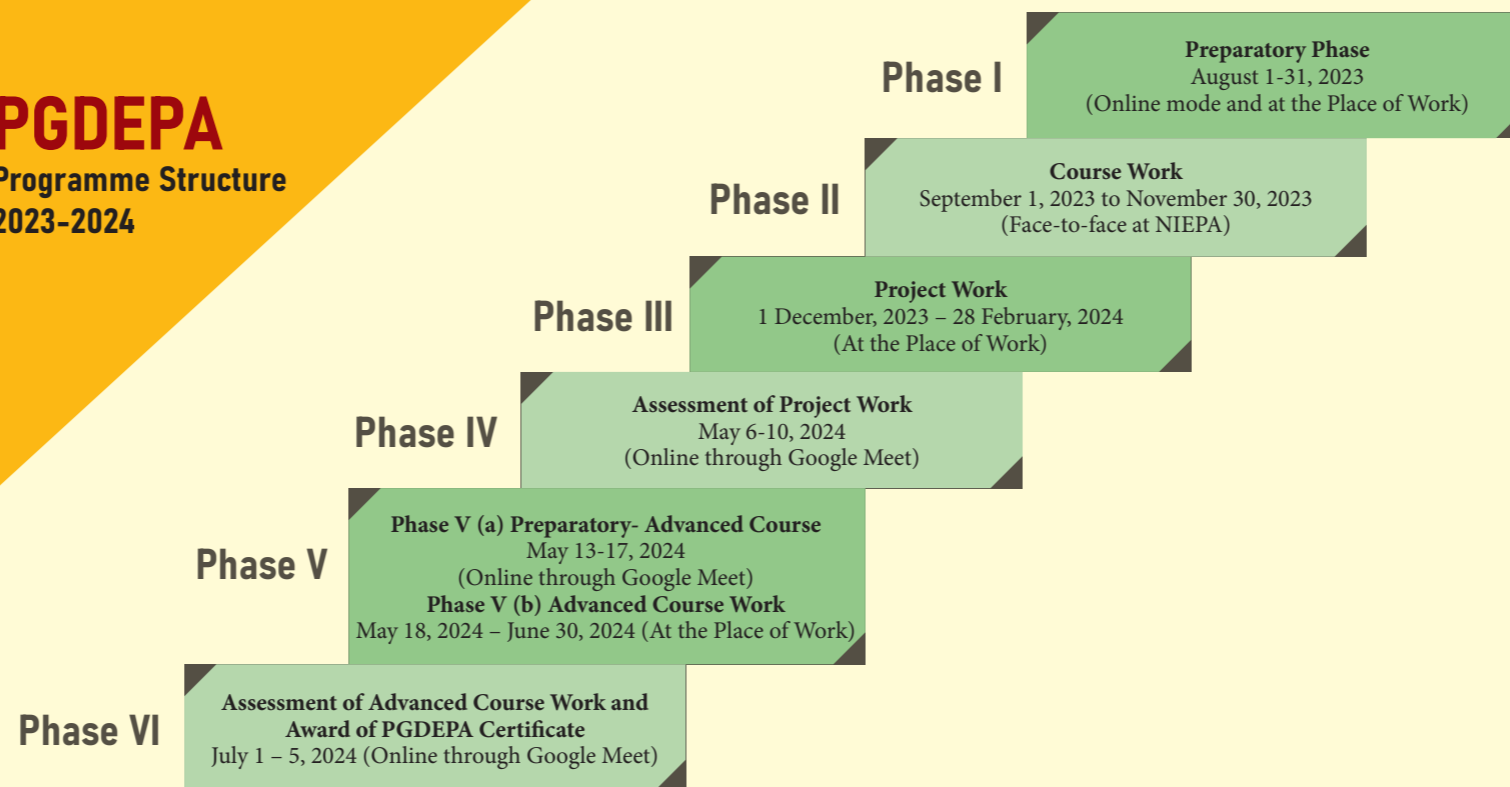 PGDEPA
Programme Structure
2023-2024
Phase I
Preparatory Phase
August 1-31, 2023
(Online mode and at the Place of Work)
Phase II
Course Work
September 1, 2023 to November 30, 2023
(Face-to-face at NIEPA)
Phase III
Project Work
1 December, 2023 – 28 February, 2024
(At the Place of Work)
Phase IV
Assessment of Project Work
May 6-10, 2024
(Online through Google Meet)
Phase V
Phase V (a) Preparatory- Advanced Course
May 13-17, 2024
(Online through Google Meet)
Phase V (b) Advanced Course Work
May 18, 2024 – June 30, 2024 (At the Place of Work)
Phase VI
Assessment of Advanced Course Work and
Award of PGDEPA Certificate
July 1 – 5, 2024 (Online through Google Meet)